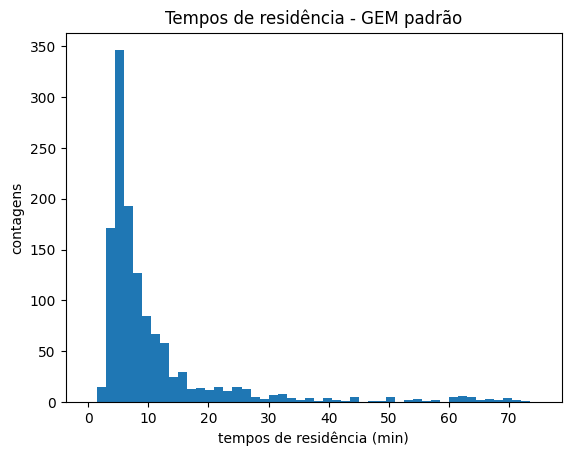 Tempos de residência - GEM padrão
350
300
250
200
150
100
50
0
contagens
0 10 20 30 40 50 60 70
tempos de residência (min)